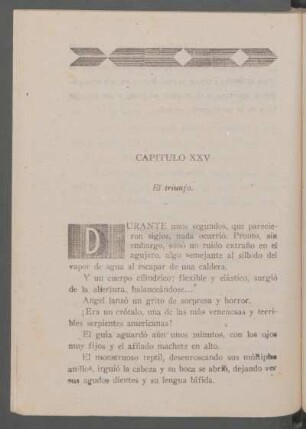 CAPITULO XXV
El triunfo.
DURANTE unos segundos, que parecie-
ron siglos, nada ocurrió. Pronto, sin
embargo, sonó un ruido extraño en el
agujero, algo semejante al silbido del
vapor de agua al escapar de una caldera.
Y un cuerpo cilíndrico; flexible y elástico, surgió
de la abertura, balanceándose..."
Angel lanzó un grito de sorpresa y horror.
¡Era un crótalo, una de las más venenosas y terri-
bles serpientes americanas!
El guía aguardó aún unos minutos, con los ojos
muy fijos y el afilado machete en alto.
El monstruoso reptil, desenroscando sus múltiples
anillos, irguió la cabeza y su boca se abrió, dejando ver
sus agudos dientes y su lengua bífida.